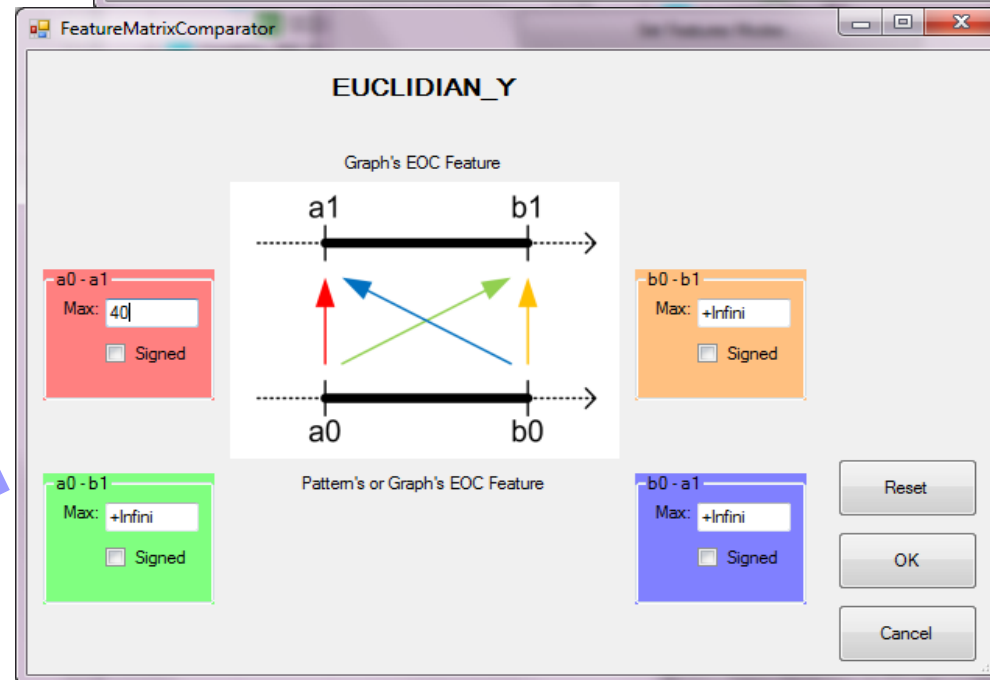 FeatureMatrixComparator
EUCLIDIAN_Y
Graph's EOC Feature
a1 b1
a0 - a1
Max: 40
Signed
b0 - b1
Max: +Infini
Signed
a0 b0
Pattern's or Graph's EOC Feature
a0 - b1
Max: +Infini
Signed
b0 - a1
Max: +Infini
Signed
Reset
OK
Cancel